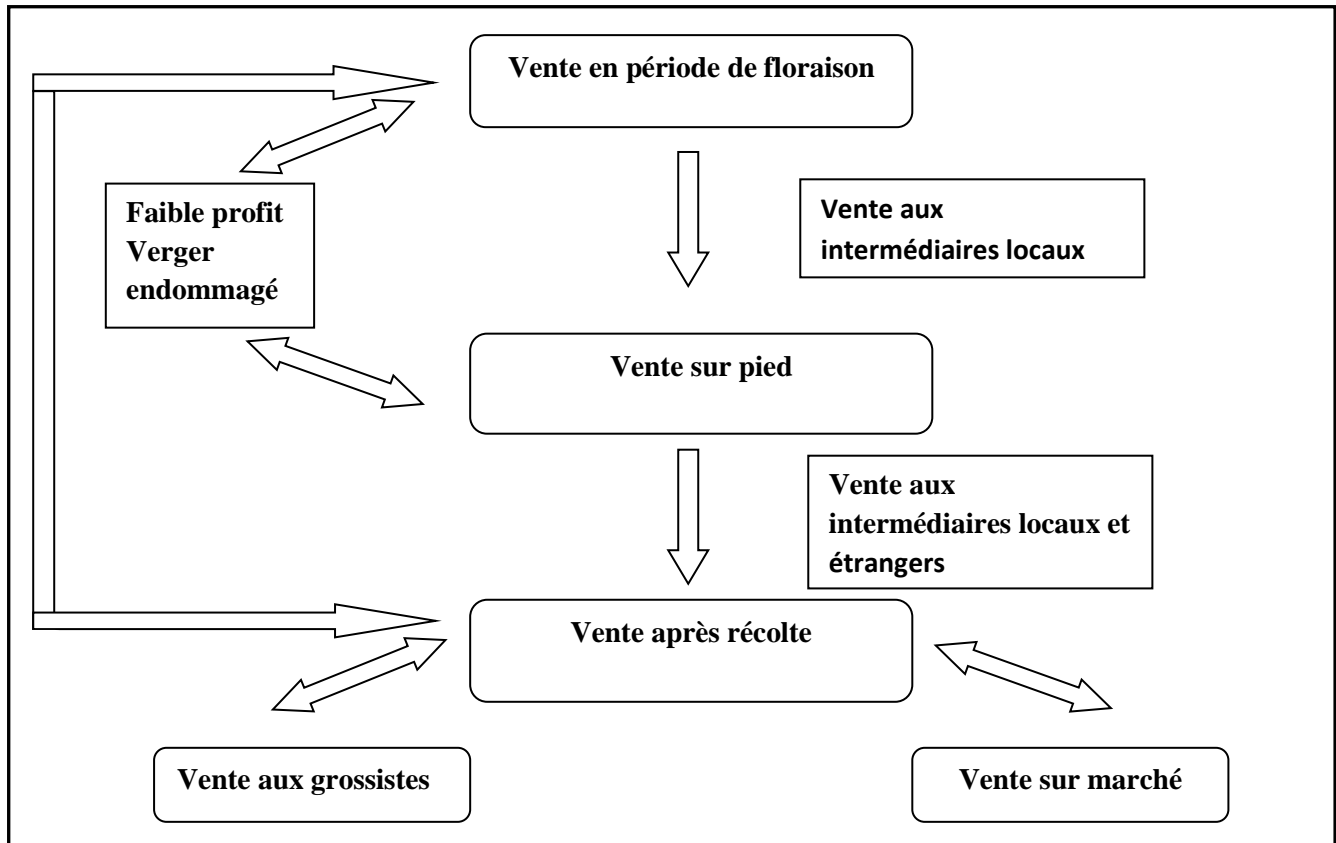 Vente en période de floraison
Faible profit
Verger
endommagé
Vente aux
intermédiaires locaux
Vente sur pied
Vente aux
intermédiaires locaux et
étrangers
Vente après récolte
Vente aux grossistes
Vente sur marché